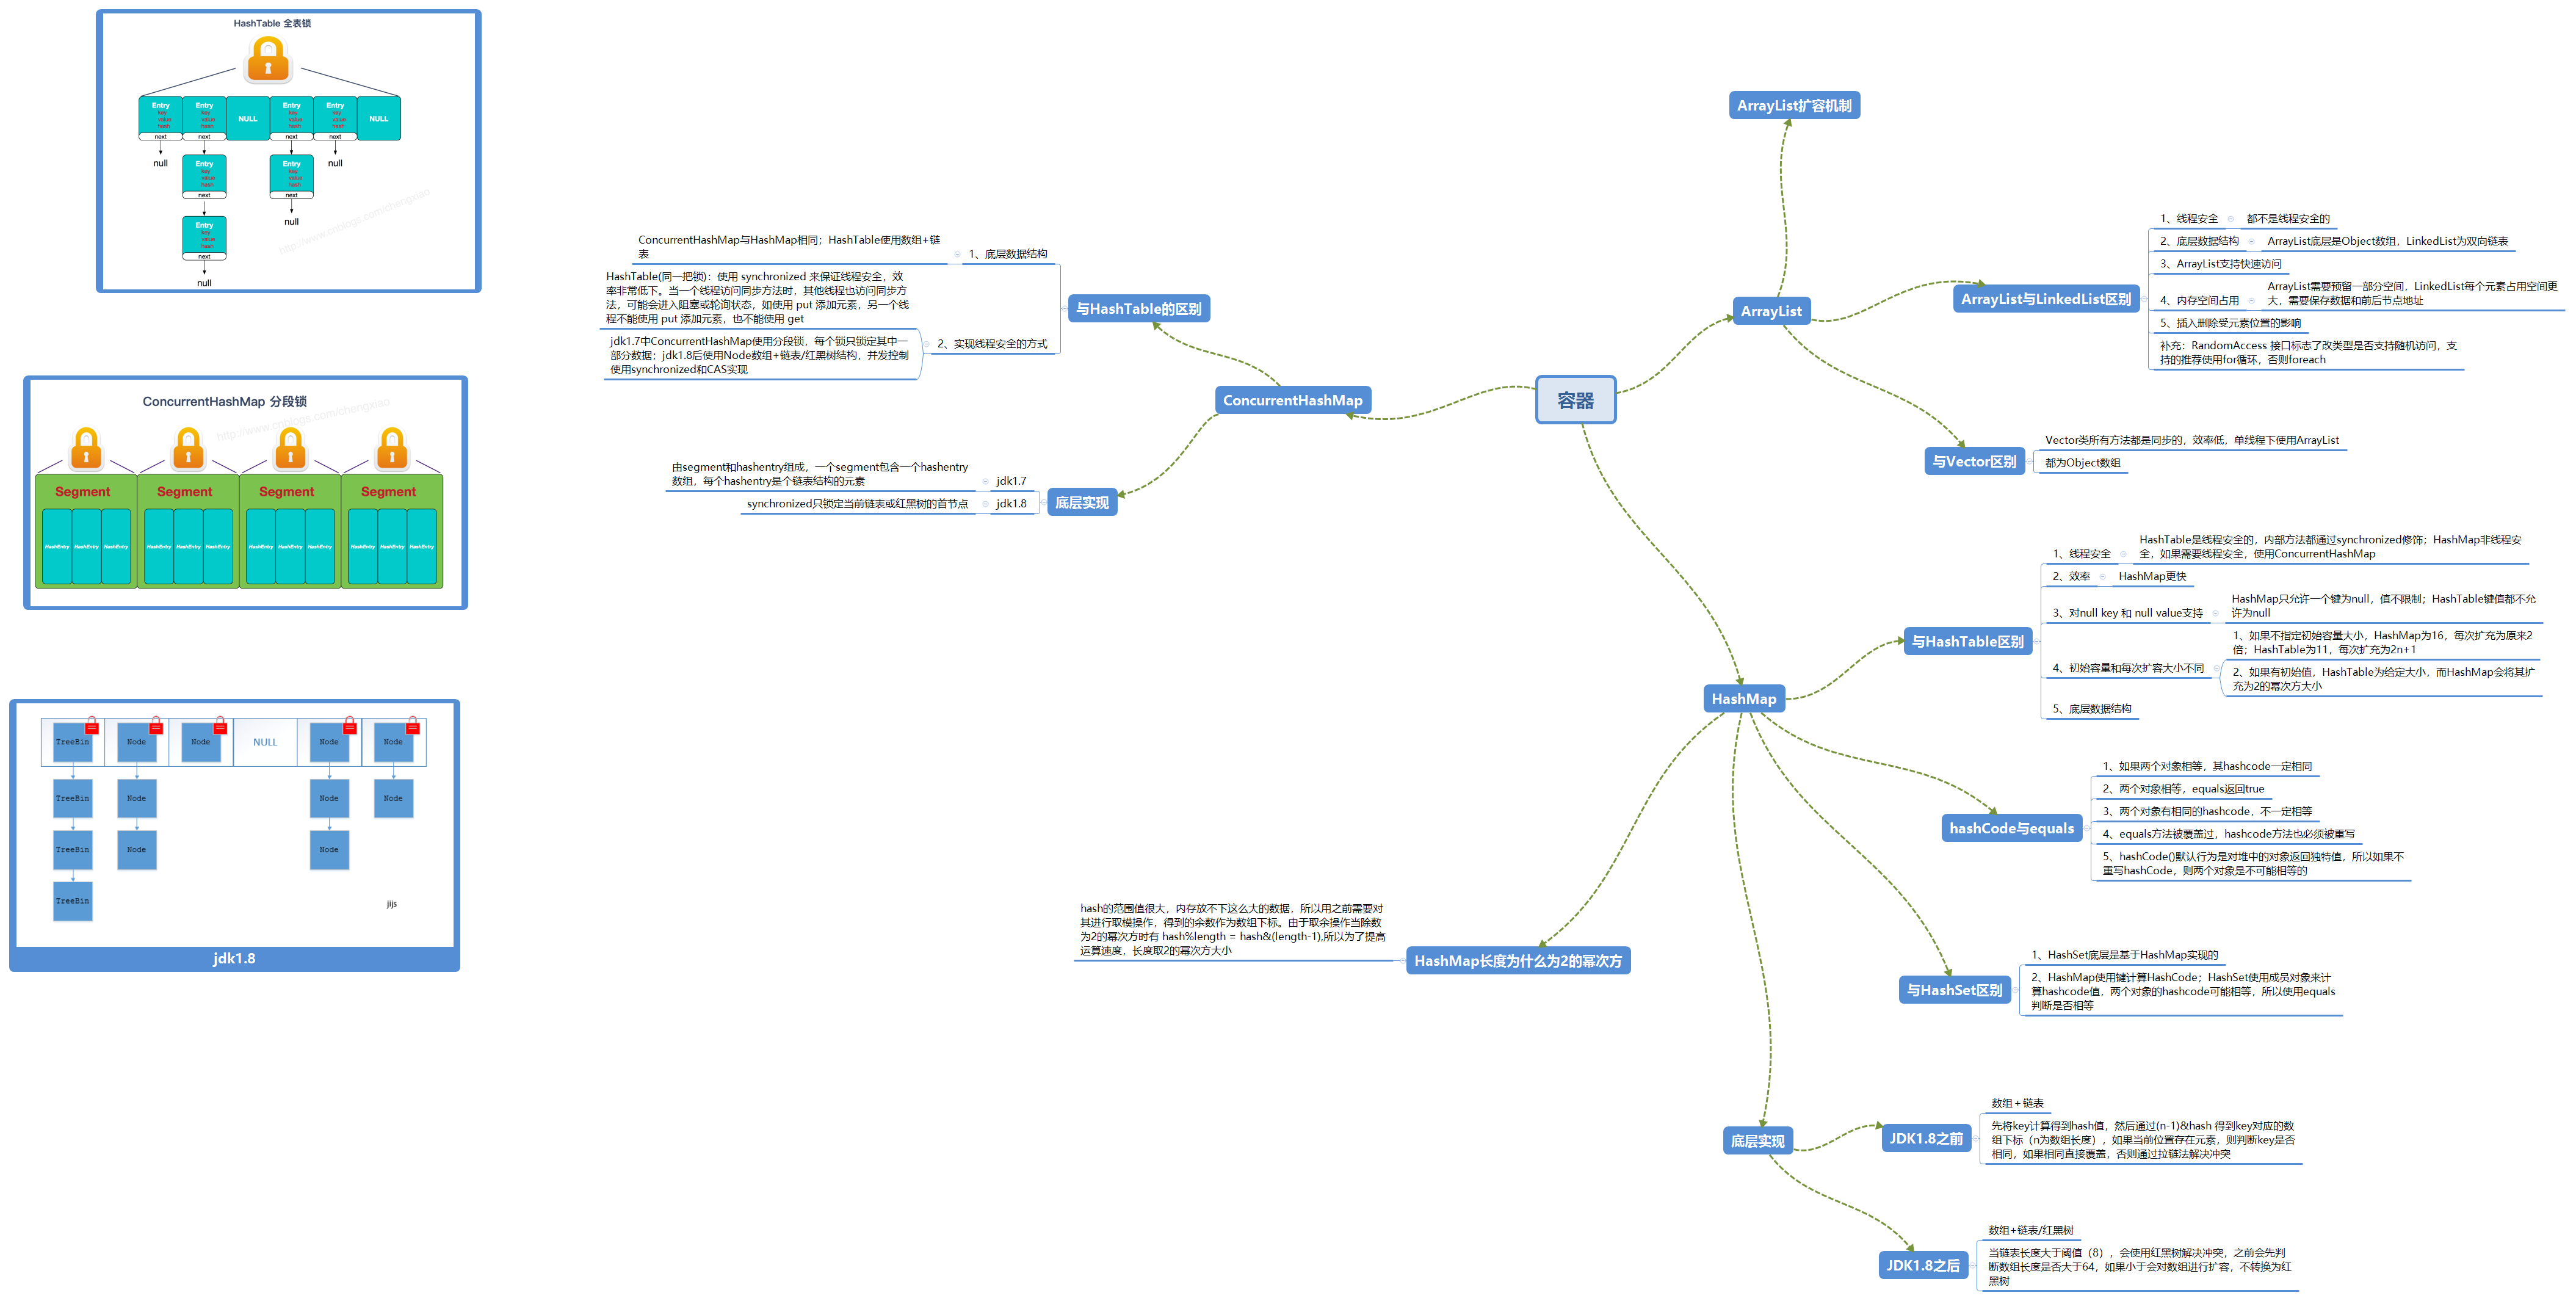 HashTable 全表锁
Entry
key
value
hash
next
Entry
key
value
hash
next
NULL
Entry
key
value
hash
next
Entry
key
value
hash
next
NULL
null
Entry
key
value
hash
next
Entry
key
value
hash
next
null
null
Entry
key
value
hash
next
null
http://www.cnblogs.com/chengxiao
ConcurrentHashMap 分段锁
http://www.cnblogs.com/chengxiao
Segment
Segment
Segment
Segment
HashEntry
HashEntry
HashEntry
HashEntry
HashEntry
HashEntry
HashEntry
HashEntry
HashEntry
HashEntry
HashEntry
HashEntry
TreeBin
Node
Node
NULL
Node
Node
TreeBin
Node
Node
Node
TreeBin
Node
Node
TreeBin
jijs
jdk1.8
容器
ConcurrentHashMap
与HashTable的区别
1、底层数据结构
ConcurrentHashMap与HashMap相同；HashTable使用数组+链
表
2、实现线程安全的方式
HashTable(同一把锁)：使用 synchronized 来保证线程安全，效
率非常低下。当一个线程访问同步方法时，其他线程也访问同步方
法，可能会进入阻塞或轮询状态，如使用 put 添加元素，另一个线
程不能使用 put 添加元素，也不能使用 get
jdk1.7中ConcurrentHashMap使用分段锁，每个锁只锁定其中一
部分数据；jdk1.8后使用Node数组+链表/红黑树结构，并发控制
使用synchronized和CAS实现
底层实现
jdk1.7
由segment和hashentry组成，一个segment包含一个hashentry
数组，每个hashentry是个链表结构的元素
jdk1.8
synchronized只锁定当前链表或红黑树的首节点
ArrayList
ArrayList扩容机制
ArrayList与LinkedList区别
1、线程安全
都不是线程安全的
2、底层数据结构
ArrayList底层是Object数组，LinkedList为双向链表
3、ArrayList支持快速访问
4、内存空间占用
ArrayList需要预留一部分空间，LinkedList每个元素占用空间更
大，需要保存数据和前后节点地址
5、插入删除受元素位置的影响
补充：RandomAccess 接口标志了改类型是否支持随机访问，支
持的推荐使用for循环，否则foreach
与Vector区别
Vector类所有方法都是同步的，效率低，单线程下使用ArrayList
都为Object数组
HashMap
与HashTable区别
1、线程安全
HashTable是线程安全的，内部方法都通过synchronized修饰；HashMap非线程安
全，如果需要线程安全，使用ConcurrentHashMap
2、效率
HashMap更快
3、对null key 和 null value支持
HashMap只允许一个键为null，值不限制；HashTable键值都不允
许为null
4、初始容量和每次扩容大小不同
1、如果不指定初始容量大小，HashMap为16，每次扩充为原来2
倍；HashTable为11，每次扩充为2n+1
2、如果有初始值，HashTable为给定大小，而HashMap会将其扩
充为2的幂次方大小
5、底层数据结构
hashCode与equals
1、如果两个对象相等，其hashcode一定相同
2、两个对象相等，equals返回true
3、两个对象有相同的hashcode，不一定相等
4、equals方法被覆盖过，hashcode方法也必须被重写
5、hashCode()默认行为是对堆中的对象返回独特值，所以如果不
重写hashCode，则两个对象是不可能相等的
与HashSet区别
1、HashSet底层是基于HashMap实现的
2、HashMap使用键计算HashCode；HashSet使用成员对象来计
算hashcode值，两个对象的hashcode可能相等，所以使用equals
判断是否相等
HashMap长度为什么为2的幂次方
hash的范围值很大，内存放不下这么大的数据，所以用之前需要对
其进行取模操作，得到的余数作为数组下标。由于取余操作当除数
为2的幂次方时有 hash%length = hash&(length-1),所以为了提高
运算速度，长度取2的幂次方大小
底层实现
JDK1.8之前
数组＋链表
先将key计算得到hash值，然后通过(n-1)&hash 得到key对应的数
组下标（n为数组长度），如果当前位置存在元素，则判断key是否
相同，如果相同直接覆盖，否则通过拉链法解决冲突
JDK1.8之后
数组+链表/红黑树
当链表长度大于阈值（8），会使用红黑树解决冲突，之前会先判
断数组长度是否大于64，如果小于会对数组进行扩容，不转换为红
黑树